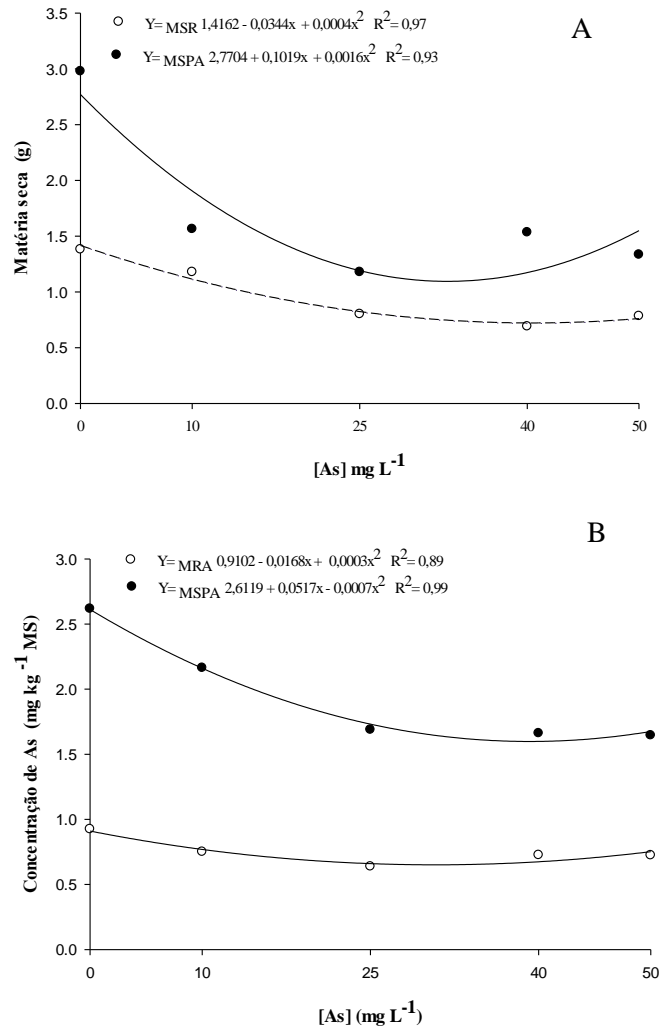 A
Y= MSR 1,4162 - 0,0344x + 0,0004x² R²= 0,97
Y= MSPA 2,7704 + 0,1019x + 0,0016x² R²= 0,93
3.5
3.0
2.5
2.0
1.5
1.0
0.5
0.0
Matéria seca (g)
0 10 25 40 50
[As] mg L⁻¹
B
Y= MRA 0,9102 - 0,0168x + 0,0003x² R²= 0,89
Y= MSPA 2,6119 + 0,0517x - 0,0007x² R²= 0,99
3.0
2.5
2.0
1.5
1.0
0.5
0.0
Concentração de As (mg kg⁻¹ MS)
0 10 25 40 50
[As] (mg L⁻¹)